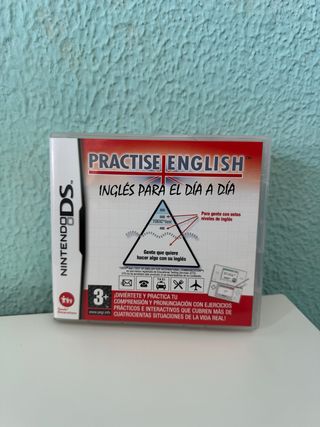 NINTENDO DS™
PRACTISE ENGLISH™
INGLÉS PARA EL DÍA A DÍA
Para gente con estos
niveles de inglés
Gente que quiere
hacer algo con su inglés
3+
www.pegi.info
¡DIVIÉRTETE Y PRACTICA TU
COMPRENSIÓN Y PRONUNCIACIÓN CON EJERCICIOS
PRÁCTICOS E INTERACTIVOS QUE CUBREN MÁS DE
CUATROCIENTAS SITUACIONES DE LA VIDA REAL!